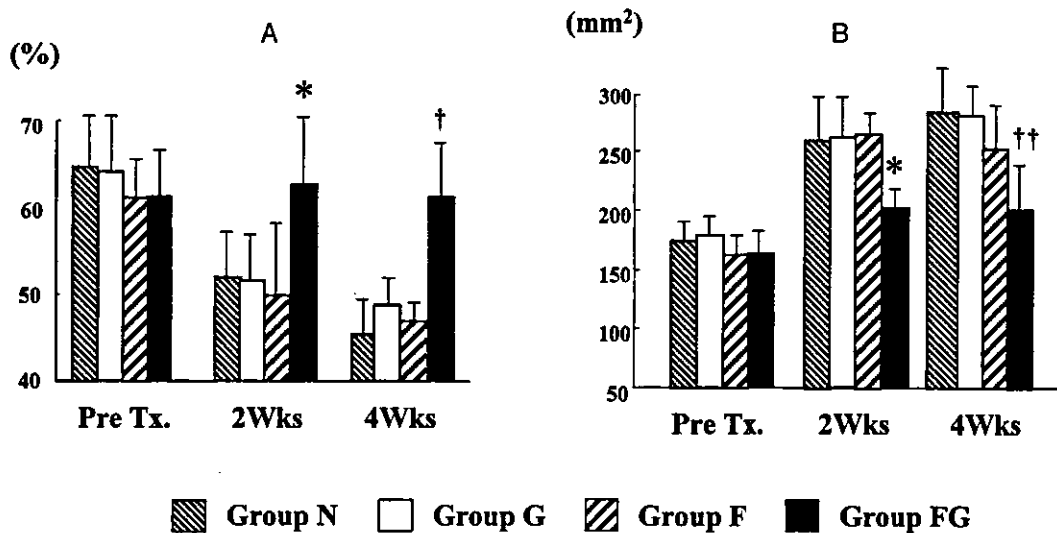 A
(%)
70
60
50
40
*
†
Pre Tx. 2Wks 4Wks
B
(mm²)
300
250
200
150
100
50
*
††
Pre Tx. 2Wks 4Wks
Group N Group G Group F Group FG